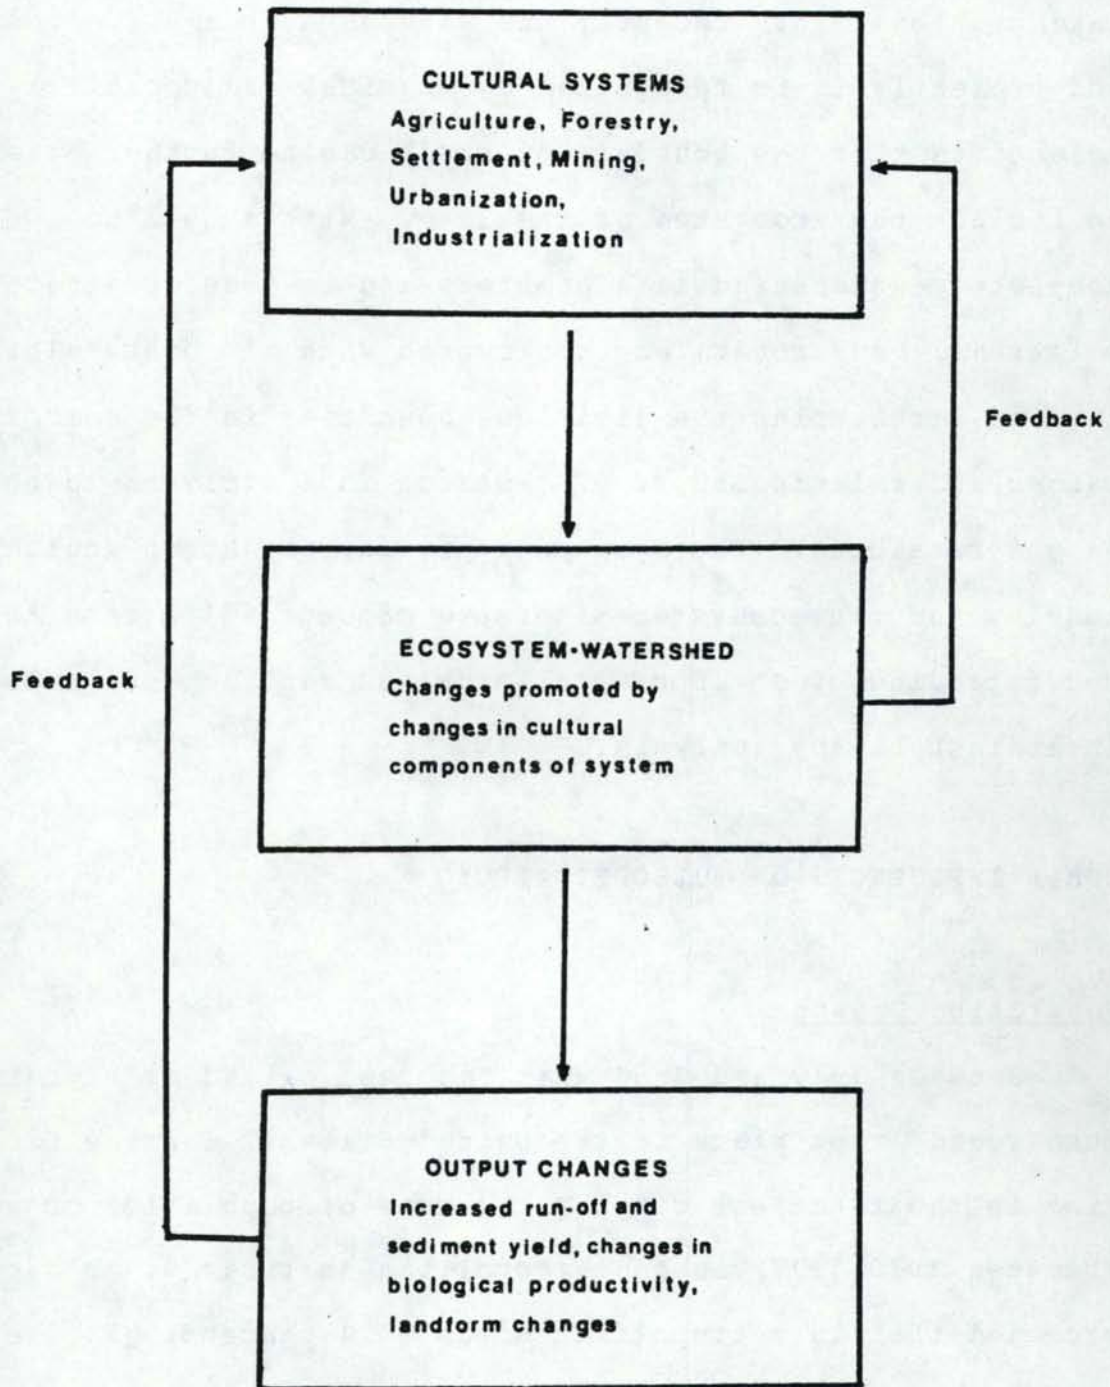 CULTURAL SYSTEMS
Agriculture, Forestry,
Settlement, Mining,
Urbanization,
Industrialization
Feedback
ECOSYSTEM-WATERSHED
Changes promoted by
changes in cultural
components of system
Feedback
OUTPUT CHANGES
Increased run-off and
sediment yield, changes in
biological productivity,
landform changes